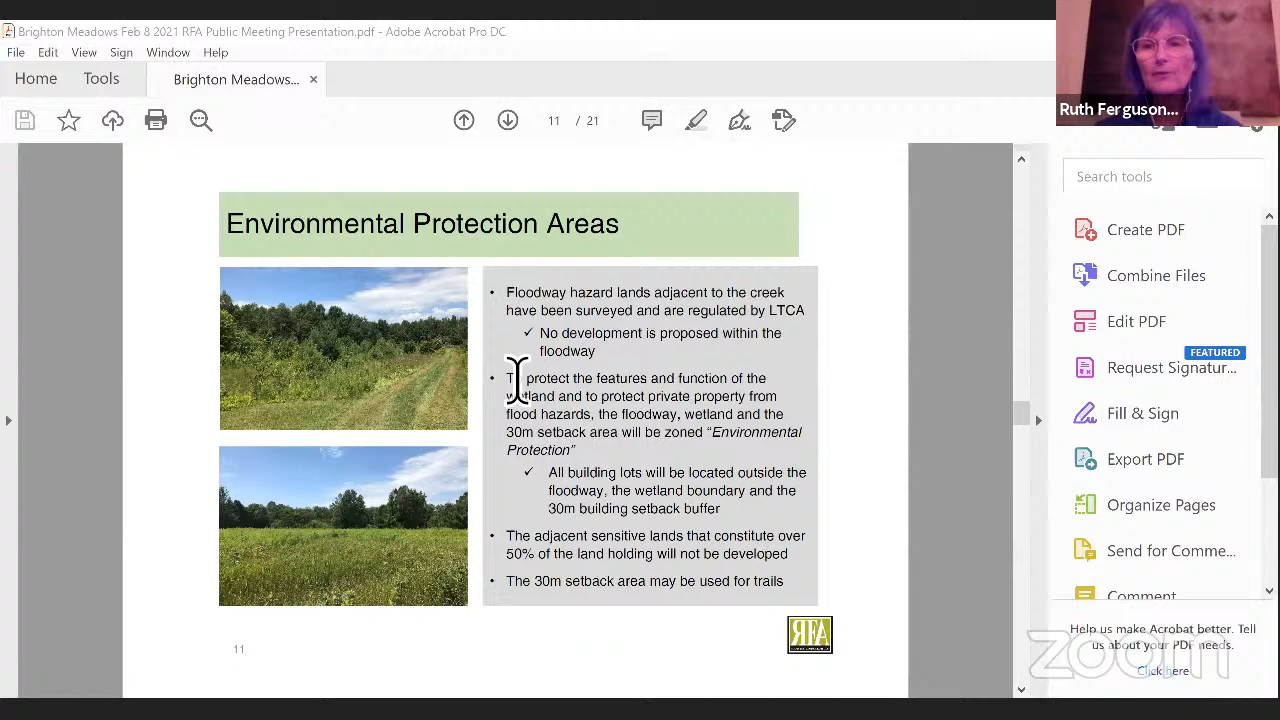 Brighton Meadows Feb 8 2021 RFA Public Meeting Presentation.pdf - Adobe Acrobat Pro DC
File Edit View Sign Window Help
Home Tools Brighton Meadows... ×
11 / 21
Ruth Ferguson...
Search tools
Create PDF
Combine Files
Edit PDF
FEATURED
Request Signatur...
Fill & Sign
Export PDF
Organize Pages
Send for Comme...
Comment
Help us make Acrobat better. Tell
us about your PDF needs.
Click here
zoom
Environmental Protection Areas
• Floodway hazard lands adjacent to the creek
have been surveyed and are regulated by LTCA
✓ No development is proposed within the
floodway
• To protect the features and function of the
wetland and to protect private property from
flood hazards, the floodway, wetland and the
30m setback area will be zoned “Environmental
Protection”
✓ All building lots will be located outside the
floodway, the wetland boundary and the
30m building setback buffer
• The adjacent sensitive lands that constitute over
50% of the land holding will not be developed
• The 30m setback area may be used for trails
RFA
11